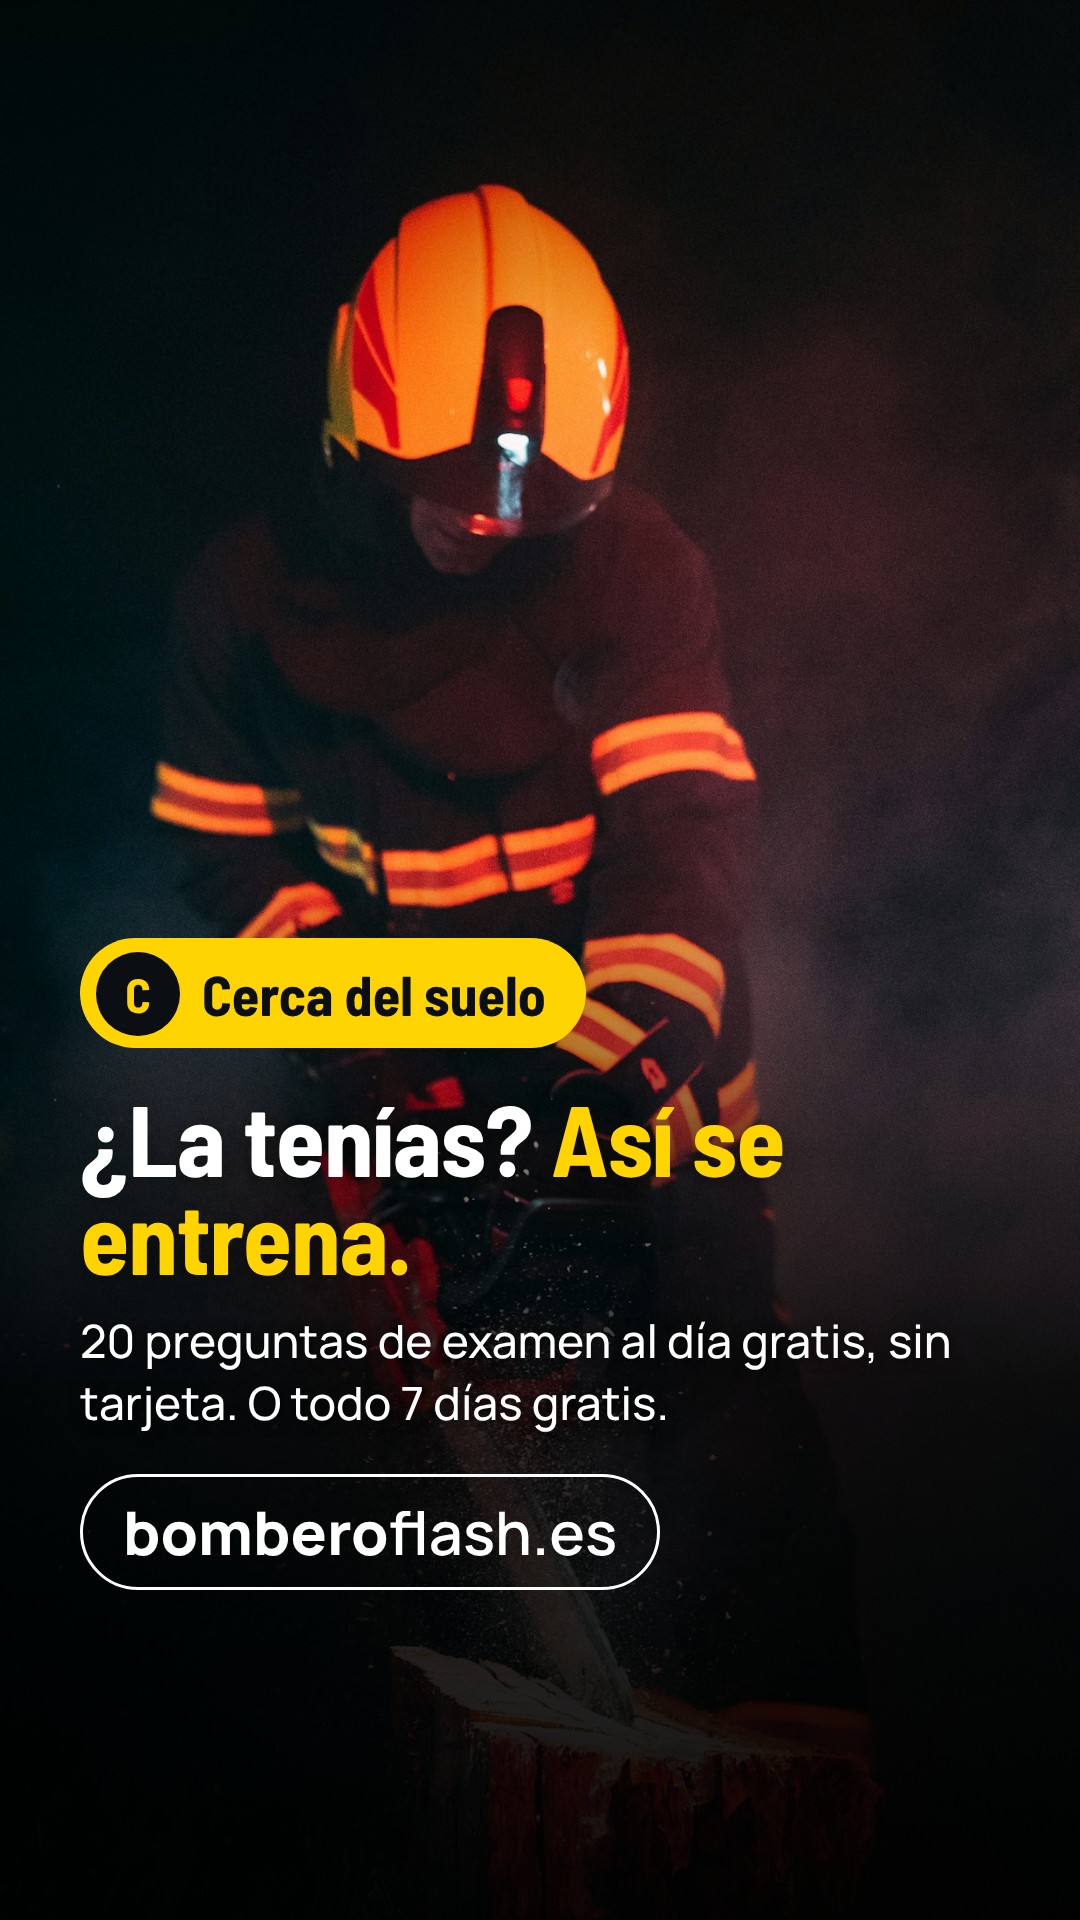 C Cerca del suelo
¿La tenías? Así se
entrena.
20 preguntas de examen al día gratis, sin
tarjeta. O todo 7 días gratis.
bomberoflash.es